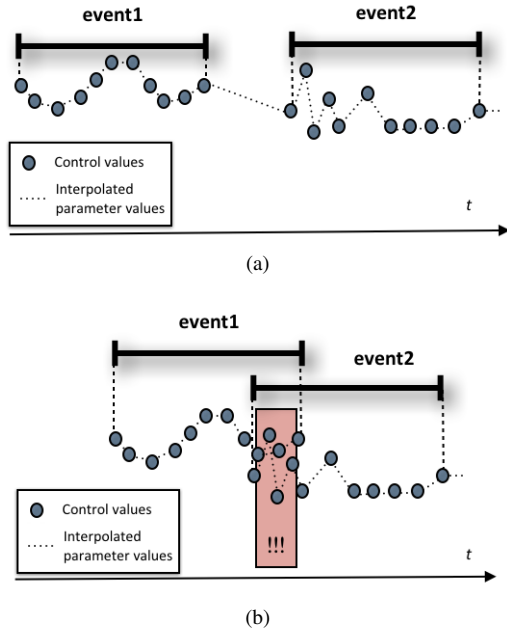 event1
event2
Control values
Interpolated
parameter values
t
(a)
event1
event2
Control values
Interpolated
parameter values
!!!
t
(b)